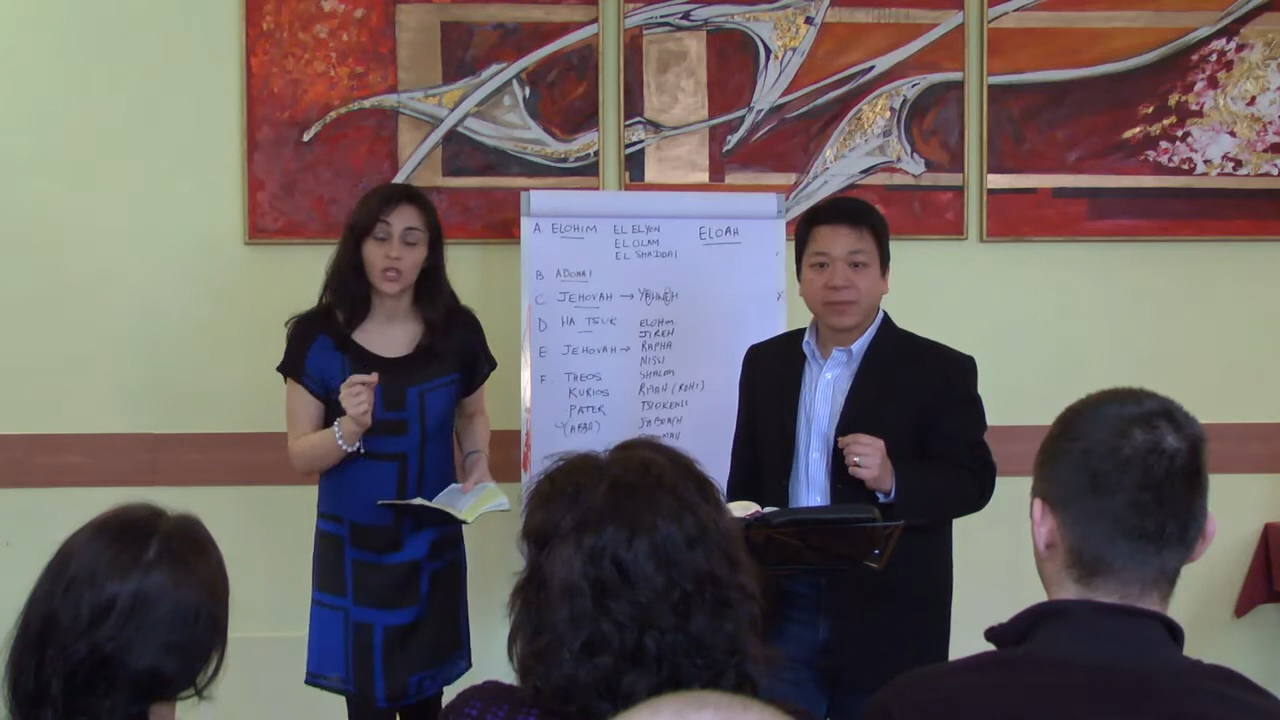 A ELOHIM EL ELYON ELOAH
EL OLAM
EL SHADDAI
B ADONAI
C JEHOVAH → YAHWEH
D HA TSUR ELOHIM
JIREH
E JEHOVAH → RAPHA
NISSI
F THEOS SHALOM
KURIOS RAAH (ROHI)
PATER TSIDKENU
(ABBA)